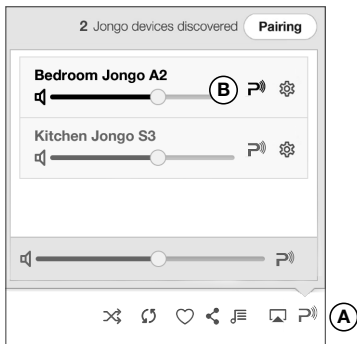 2 Jongo devices discovered Pairing
Bedroom Jongo A2
B
Kitchen Jongo S3
A